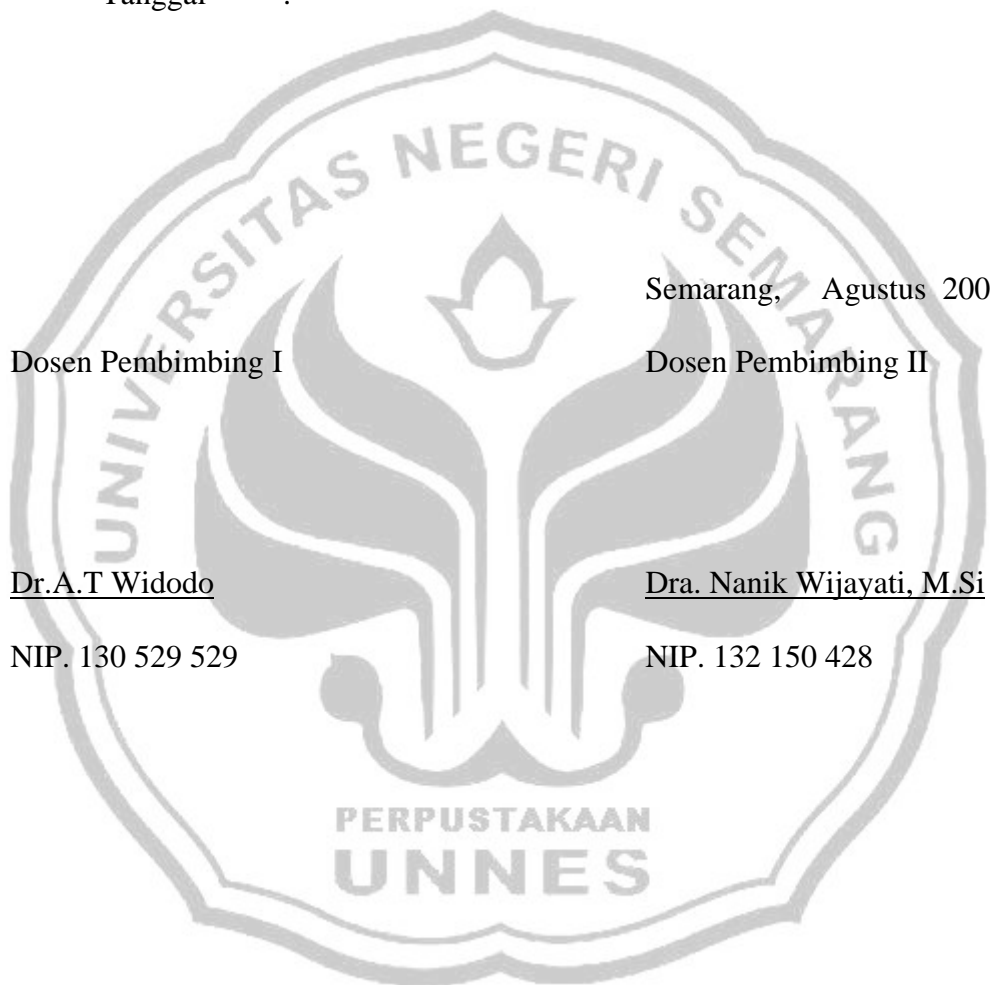 Tanggal :
UNIVERSITAS NEGERI SEMARANG
Semarang, Agustus 200
Dosen Pembimbing I Dosen Pembimbing II
Dr.A.T Widodo Dra. Nanik Wijayati, M.Si
NIP. 130 529 529 NIP. 132 150 428
PERPUSTAKAAN
UNNES